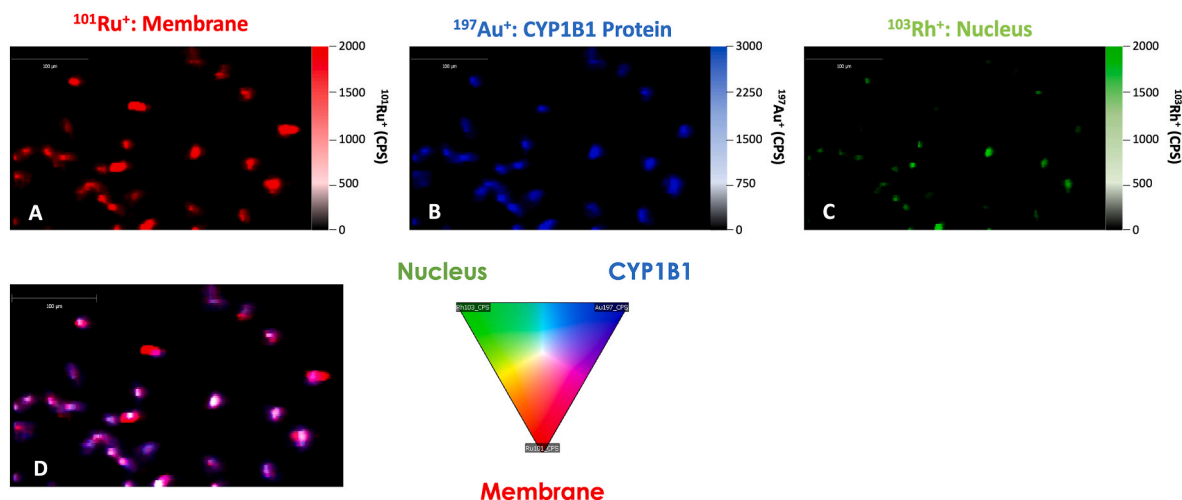 ¹⁰¹Ru⁺: Membrane
¹⁹⁷Au⁺: CYP1B1 Protein
¹⁰³Rh⁺: Nucleus
100 µm
A
2000
1500
1000
500
0
¹⁰¹Ru⁺ (CPS)
100 µm
B
3000
2250
1500
750
0
¹⁹⁷Au⁺ (CPS)
100 µm
C
2000
1500
1000
500
0
¹⁰³Rh⁺ (CPS)
100 µm
D
Nucleus
CYP1B1
Rh103_CPS
Au197_CPS
Ru101_CPS
Membrane